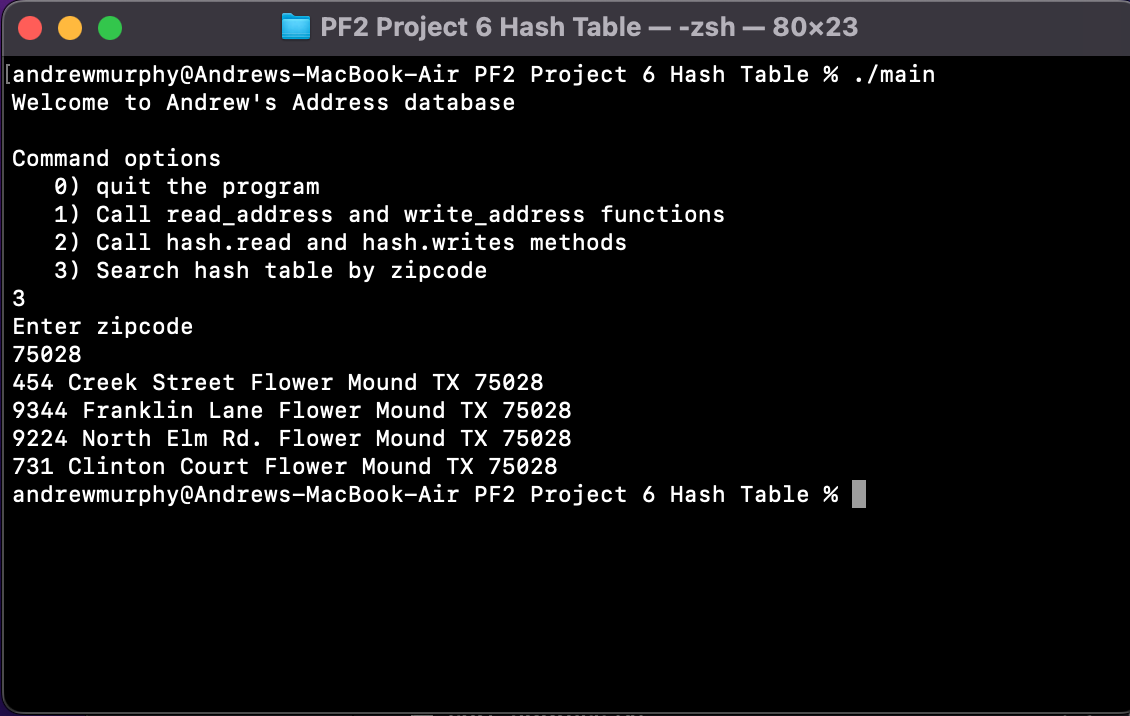 PF2 Project 6 Hash Table — -zsh — 80×23
[andrewmurphy@Andrews-MacBook-Air PF2 Project 6 Hash Table % ./main
Welcome to Andrew's Address database
Command options
0) quit the program
1) Call read_address and write_address functions
2) Call hash.read and hash.writes methods
3) Search hash table by zipcode
3
Enter zipcode
75028
454 Creek Street Flower Mound TX 75028
9344 Franklin Lane Flower Mound TX 75028
9224 North Elm Rd. Flower Mound TX 75028
731 Clinton Court Flower Mound TX 75028
andrewmurphy@Andrews-MacBook-Air PF2 Project 6 Hash Table %